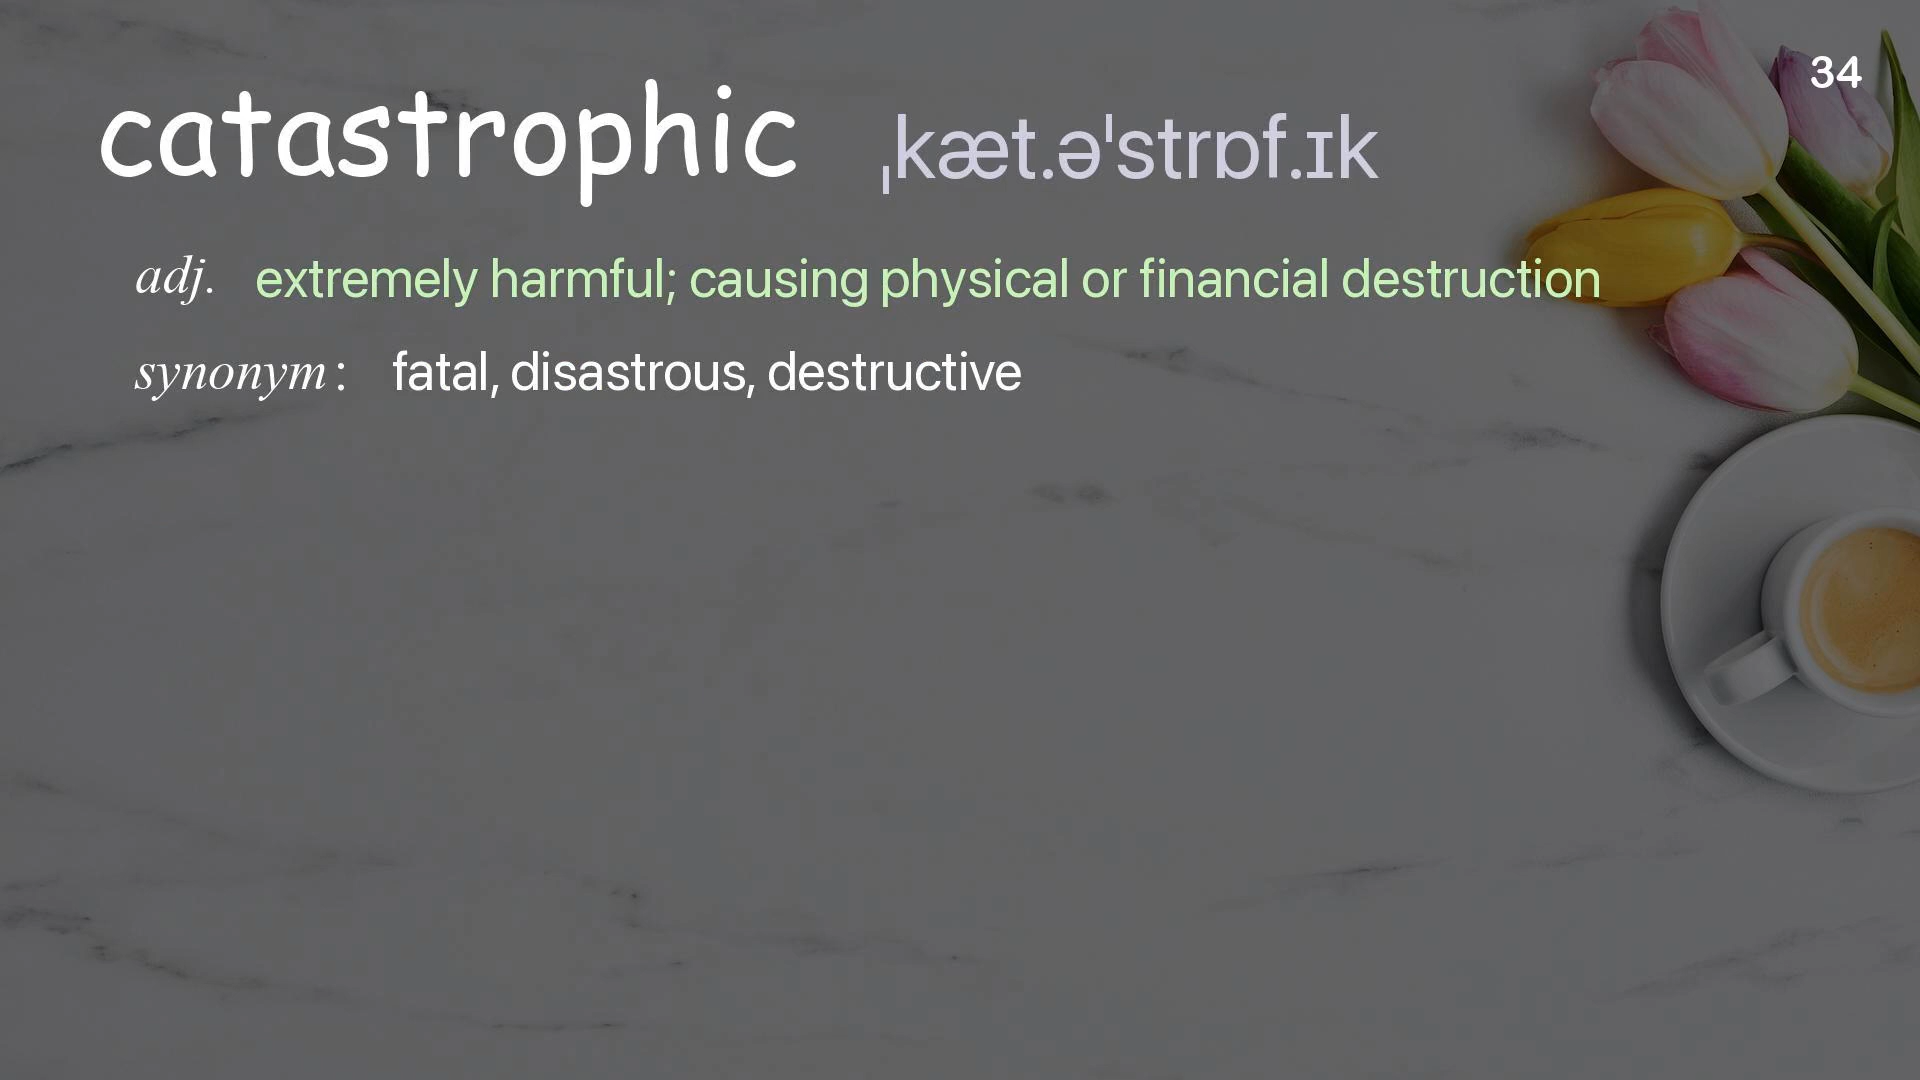 34
catastrophic ˌkæt.əˈstrɒf.ɪk
adj. extremely harmful; causing physical or financial destruction
synonym : fatal, disastrous, destructive